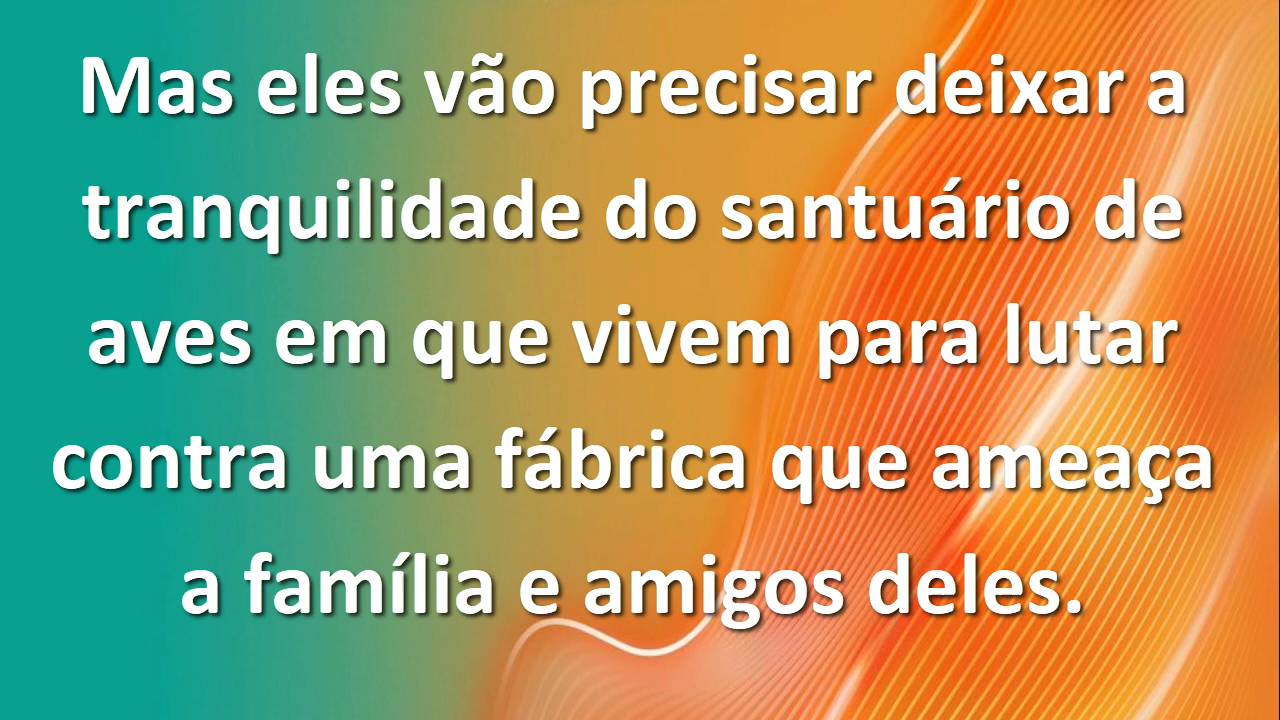 Mas eles vão precisar deixar a
tranquilidade do santuário de
aves em que vivem para lutar
contra uma fábrica que ameaça
a família e amigos deles.